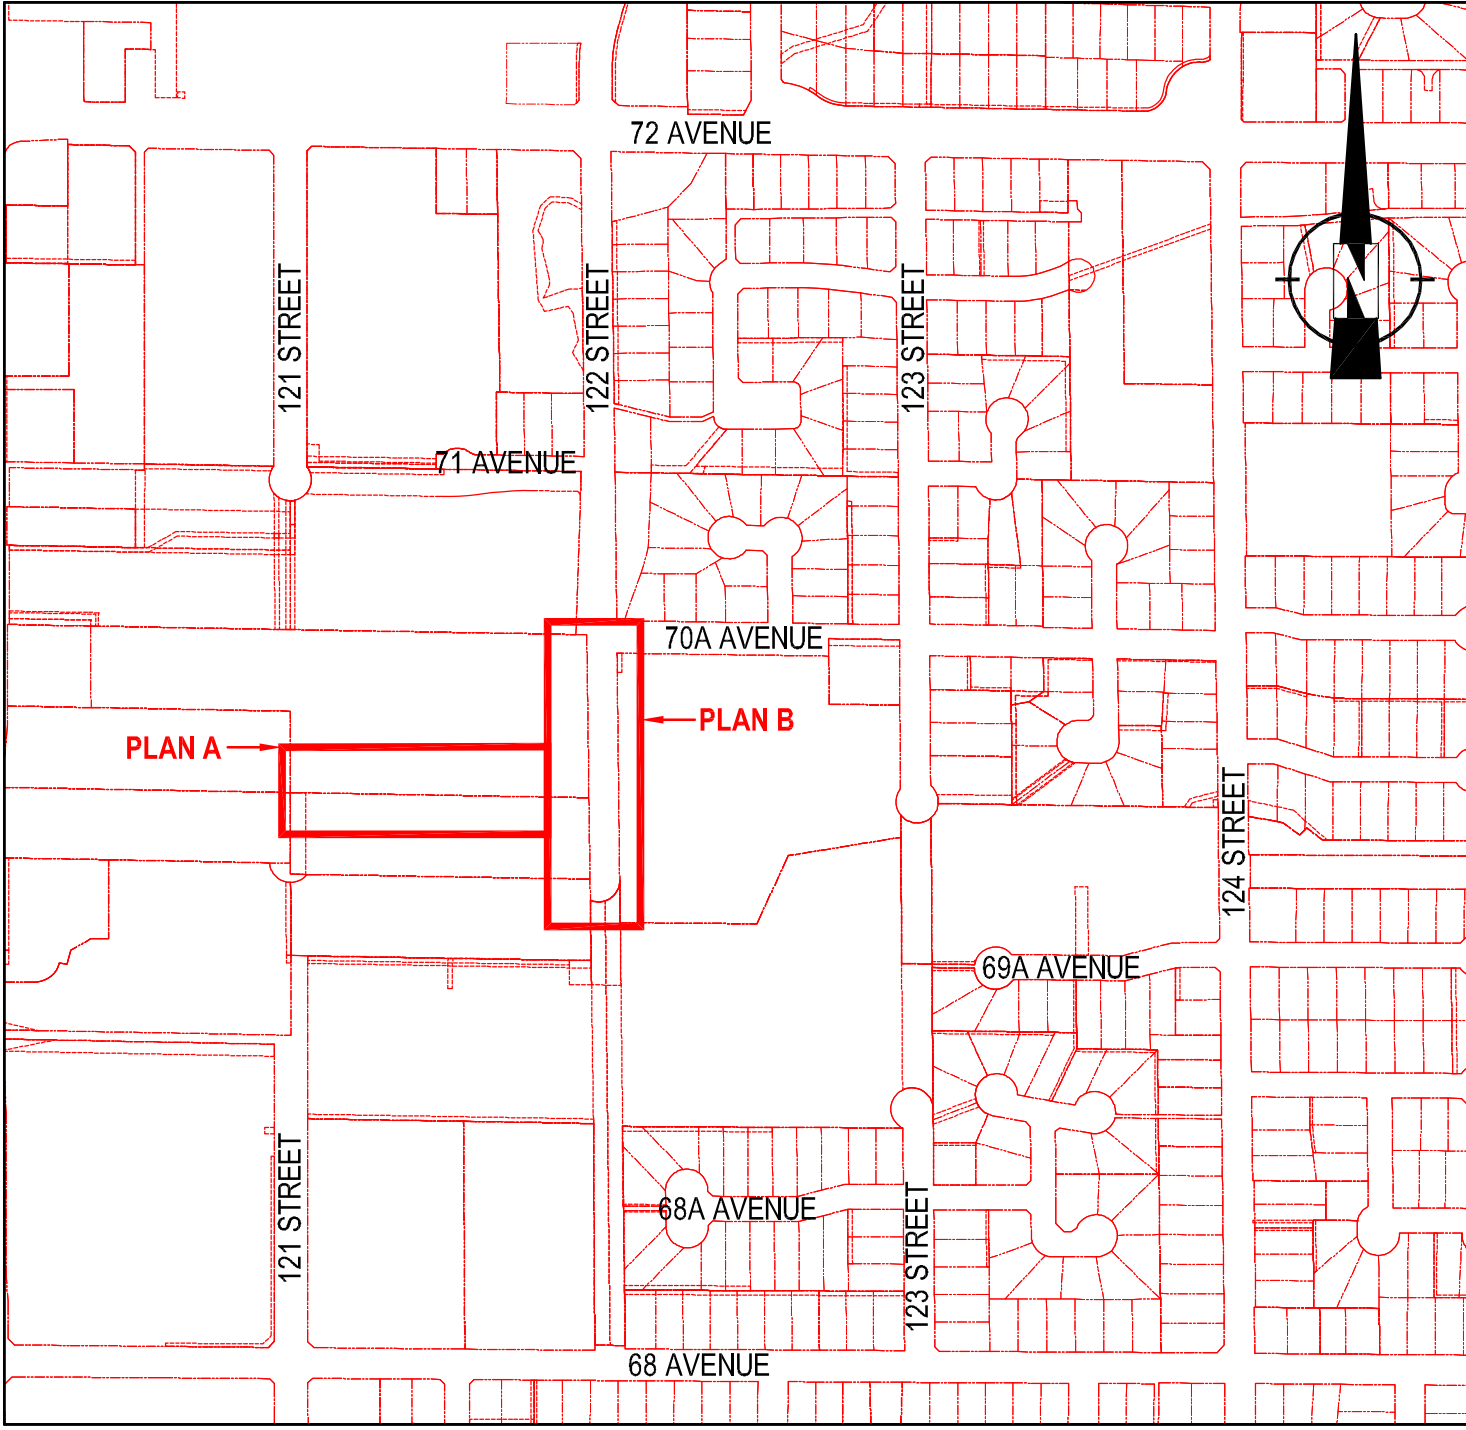 72 AVENUE
121 STREET
122 STREET
123 STREET
71 AVENUE
70A AVENUE
PLAN B
PLAN A
124 STREET
69A AVENUE
121 STREET
68A AVENUE
123 STREET
68 AVENUE